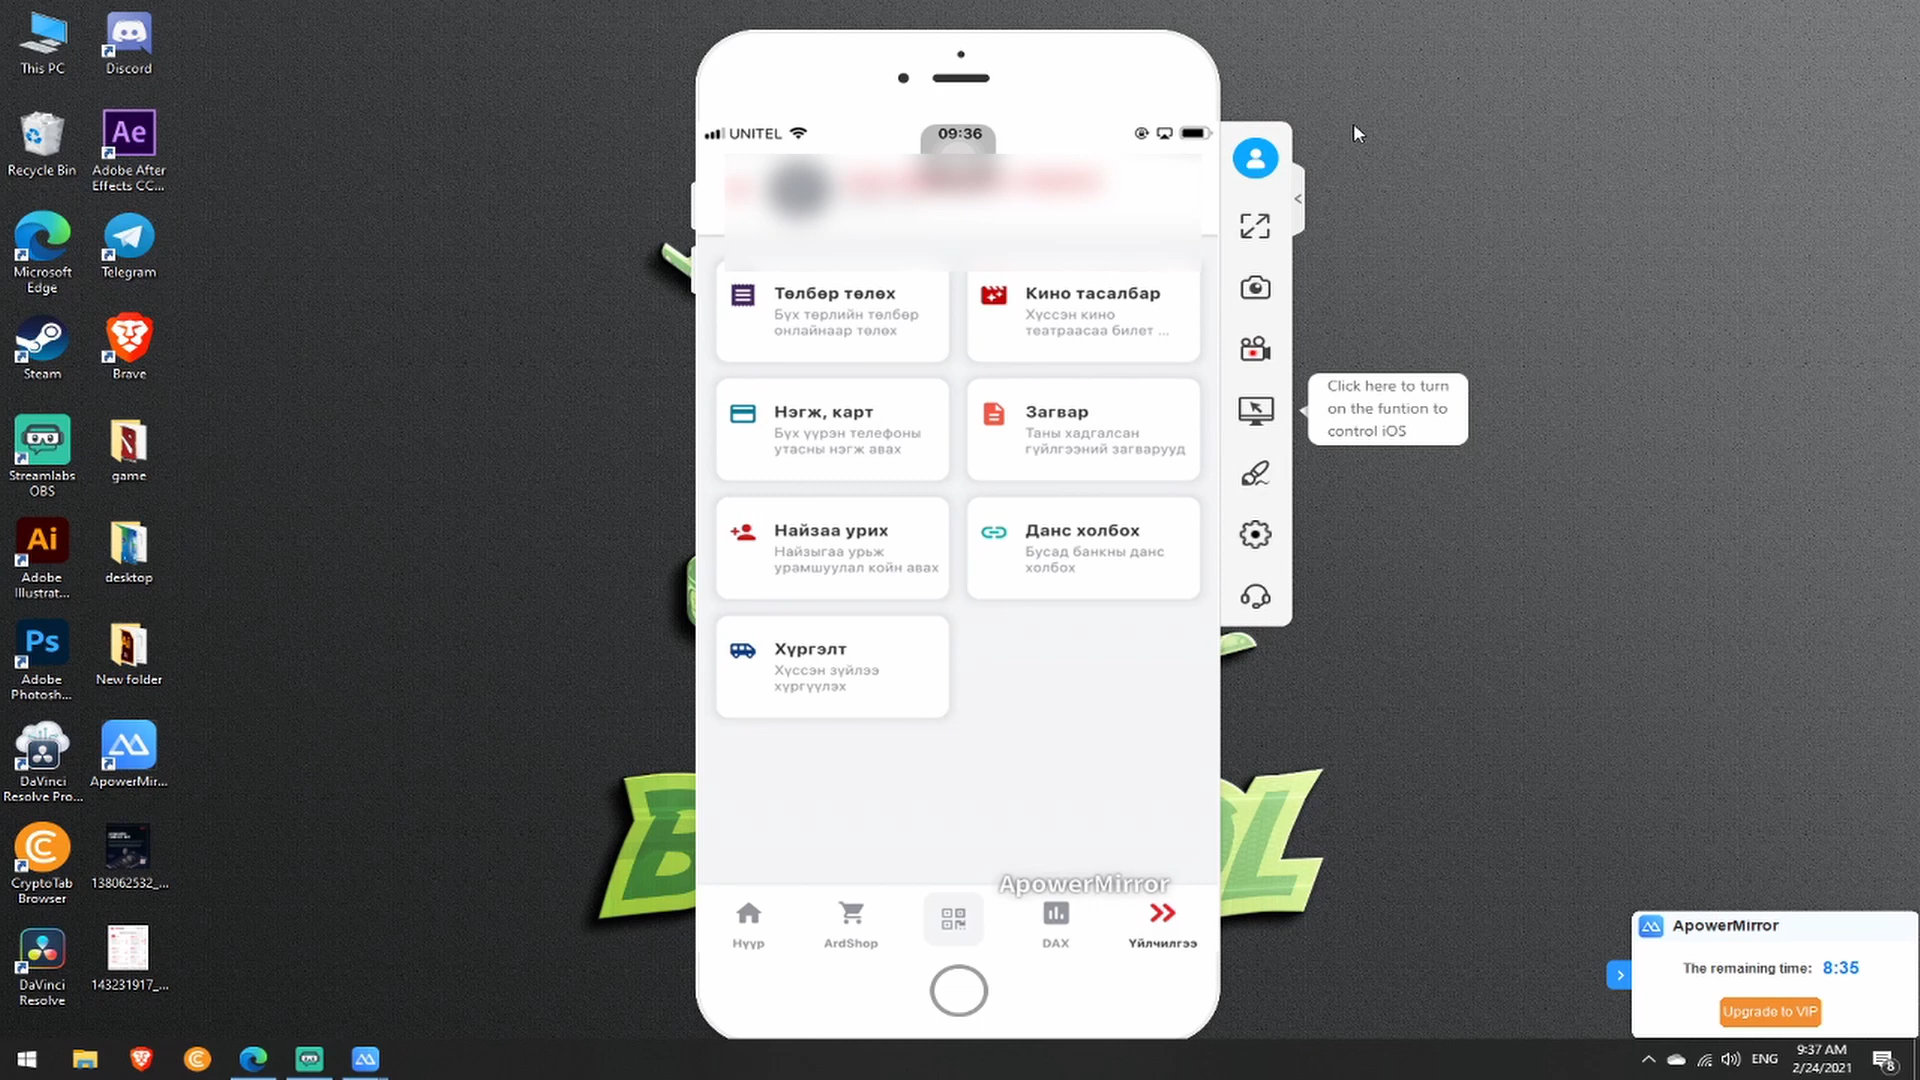 This PC
Discord
Recycle Bin
Ae
Adobe After
Effects CC...
Microsoft
Edge
Telegram
Steam
Brave
Streamlabs
OBS
game
Ai
Adobe
Illustrat...
desktop
Ps
Adobe
Photosh...
New folder
DaVinci
Resolve Pro...
ApowerMir...
CryptoTab
Browser
138062532_...
DaVinci
Resolve
143231917_...
UNITEL
09:36
Төлбөр төлөх
Бүх төрлийн төлбөр
онлайнаар төлөх
Кино тасалбар
Хүссэн кино
театраасаа билет ...
Нэгж, карт
Бүх үүрэн телефоны
утасны нэгж авах
Загвар
Таны хадгалсан
гүйлгээний загварууд
Найзаа урих
Найзыгаа урьж
урамшуулал койн авах
Данс холбох
Бусад банкны данс
холбох
Хүргэлт
Хүссэн зүйлээ
хүргүүлэх
ApowerMirror
Нүүр
ArdShop
DAX
Үйлчилгээ
Click here to turn
on the funtion to
control iOS
ApowerMirror
The remaining time: 8:35
Upgrade to VIP
ENG
9:37 AM
2/24/2021
8